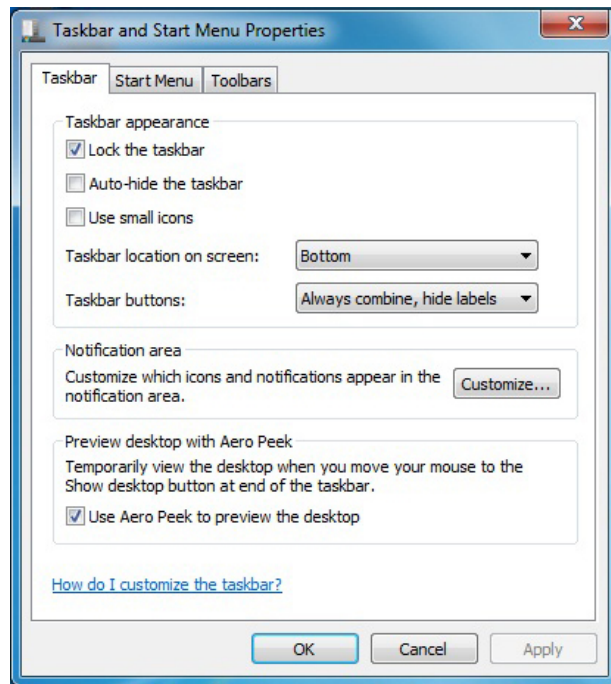 Taskbar and Start Menu Properties
Taskbar Start Menu Toolbars
Taskbar appearance
Lock the taskbar
Auto-hide the taskbar
Use small icons
Taskbar location on screen: Bottom
Taskbar buttons: Always combine, hide labels
Notification area
Customize which icons and notifications appear in the
notification area.
Customize...
Preview desktop with Aero Peek
Temporarily view the desktop when you move your mouse to the
Show desktop button at end of the taskbar.
Use Aero Peek to preview the desktop
How do I customize the taskbar?
OK Cancel Apply